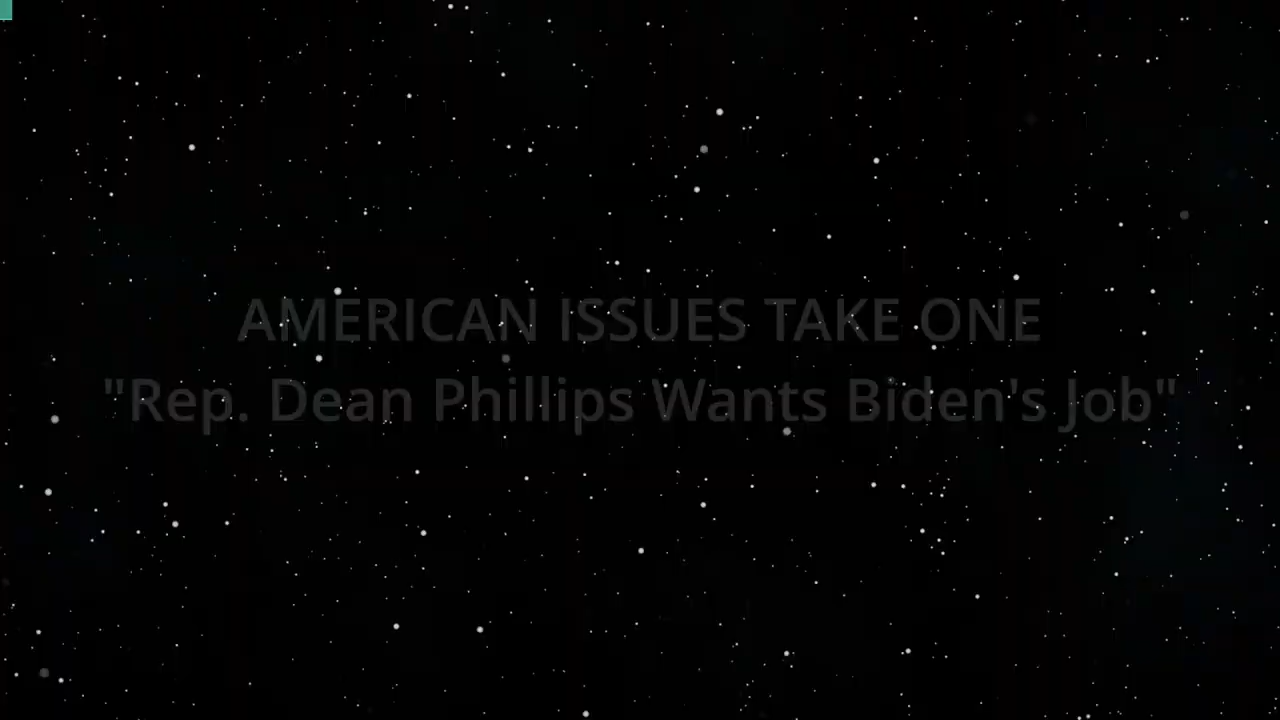 AMERICAN ISSUES TAKE ONE
"Rep. Dean Phillips Wants Biden's Job"